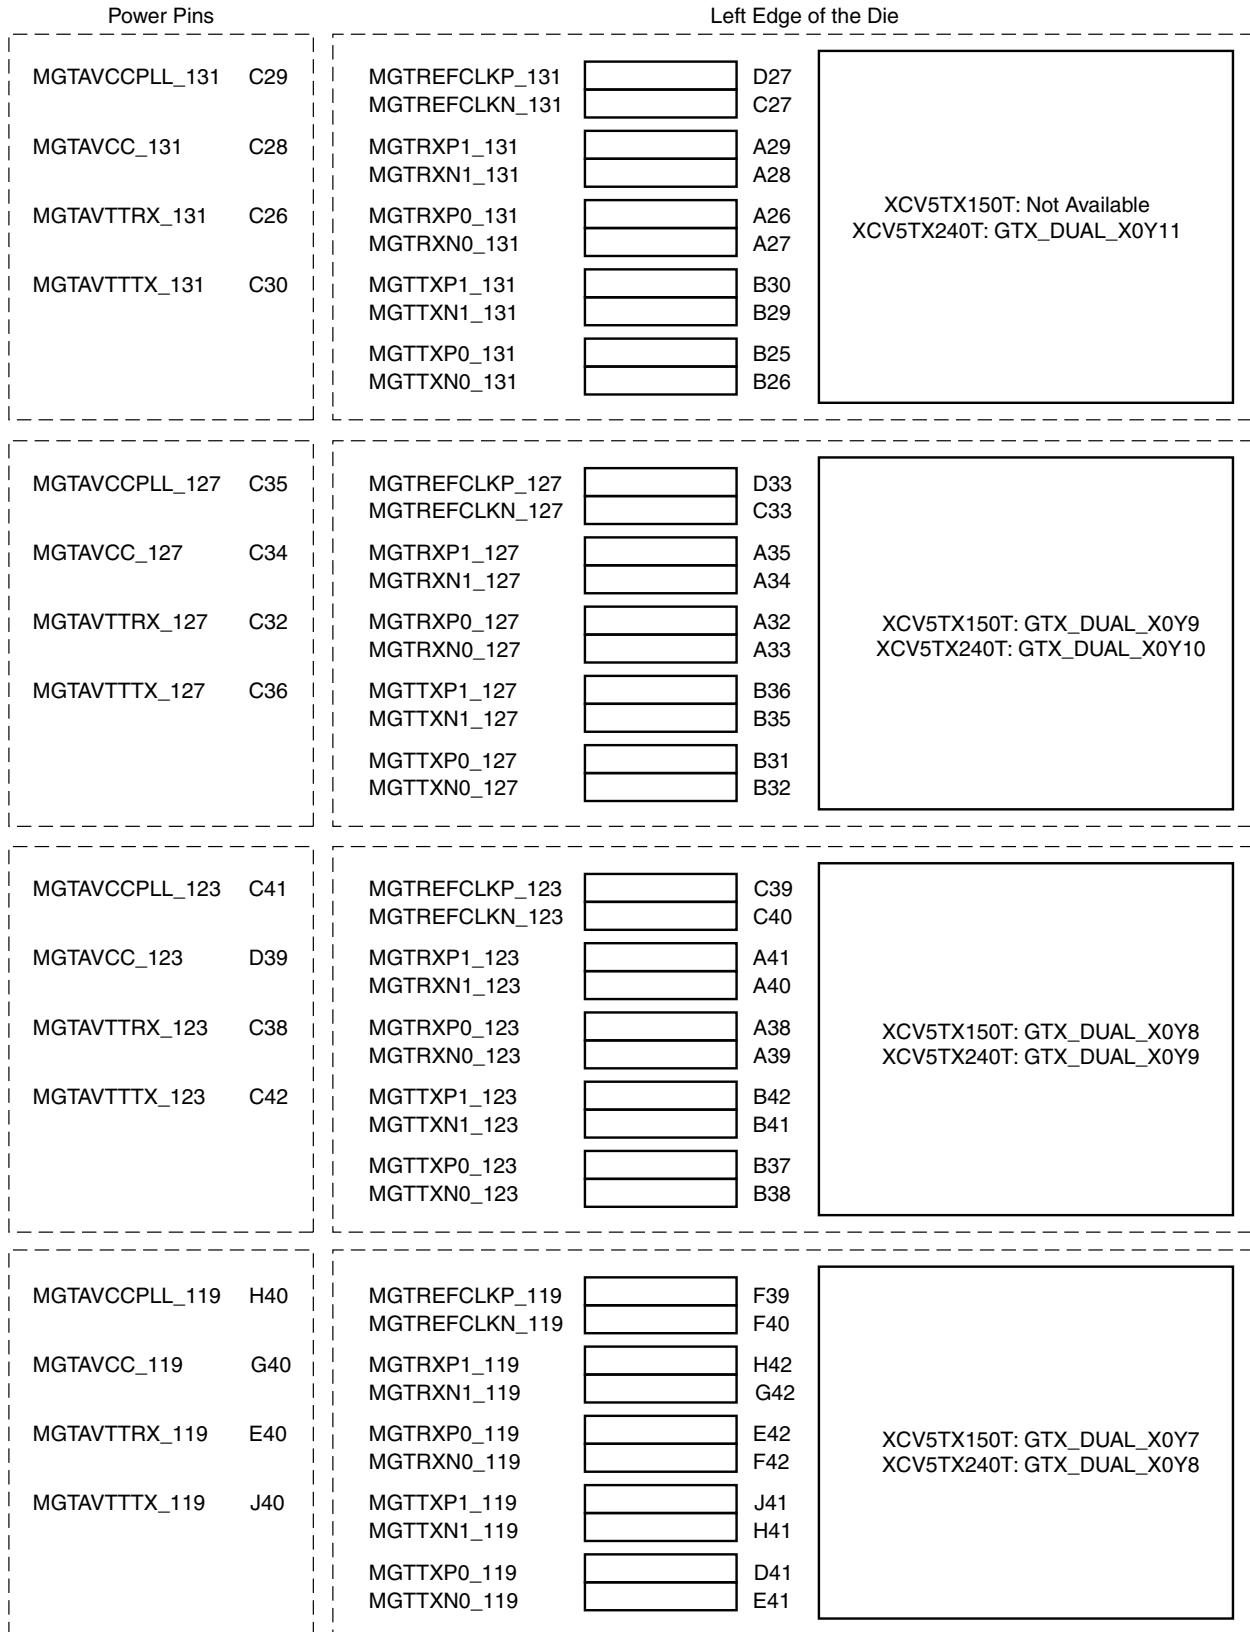 Power Pins Left Edge of the Die
MGTAVCCPLL_131 C29 MGTREFCLKP_131 D27
MGTREFCLKN_131 C27
MGTAVCC_131 C28 MGTRXP1_131 A29
MGTRXN1_131 A28
MGTAVTTRX_131 C26 MGTRXP0_131 A26 XCV5TX150T: Not Available
MGTRXN0_131 A27 XCV5TX240T: GTX_DUAL_X0Y11
MGTAVTTTX_131 C30 MGTTXP1_131 B30
MGTTXN1_131 B29
MGTTXP0_131 B25
MGTTXN0_131 B26
MGTAVCCPLL_127 C35 MGTREFCLKP_127 D33
MGTREFCLKN_127 C33
MGTAVCC_127 C34 MGTRXP1_127 A35
MGTRXN1_127 A34
MGTAVTTRX_127 C32 MGTRXP0_127 A32 XCV5TX150T: GTX_DUAL_X0Y9
MGTRXN0_127 A33 XCV5TX240T: GTX_DUAL_X0Y10
MGTAVTTTX_127 C36 MGTTXP1_127 B36
MGTTXN1_127 B35
MGTTXP0_127 B31
MGTTXN0_127 B32
MGTAVCCPLL_123 C41 MGTREFCLKP_123 C39
MGTREFCLKN_123 C40
MGTAVCC_123 D39 MGTRXP1_123 A41
MGTRXN1_123 A40
MGTAVTTRX_123 C38 MGTRXP0_123 A38 XCV5TX150T: GTX_DUAL_X0Y8
MGTRXN0_123 A39 XCV5TX240T: GTX_DUAL_X0Y9
MGTAVTTTX_123 C42 MGTTXP1_123 B42
MGTTXN1_123 B41
MGTTXP0_123 B37
MGTTXN0_123 B38
MGTAVCCPLL_119 H40 MGTREFCLKP_119 F39
MGTREFCLKN_119 F40
MGTAVCC_119 G40 MGTRXP1_119 H42
MGTRXN1_119 G42
MGTAVTTRX_119 E40 MGTRXP0_119 E42 XCV5TX150T: GTX_DUAL_X0Y7
MGTRXN0_119 F42 XCV5TX240T: GTX_DUAL_X0Y8
MGTAVTTTX_119 J40 MGTTXP1_119 J41
MGTTXN1_119 H41
MGTTXP0_119 D41
MGTTXN0_119 E41